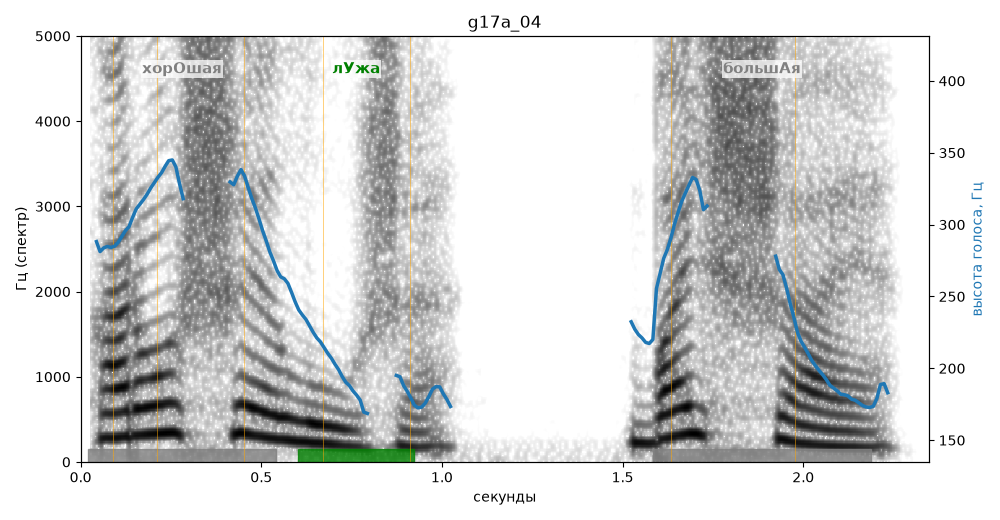 g17a_04
5000
4000
3000
2000
1000
0
Гц (спектр)
хорОшая
лУжа
большАя
400
350
300
250
200
150
высота голоса, Гц
0.0 0.5 1.0 1.5 2.0
секунды